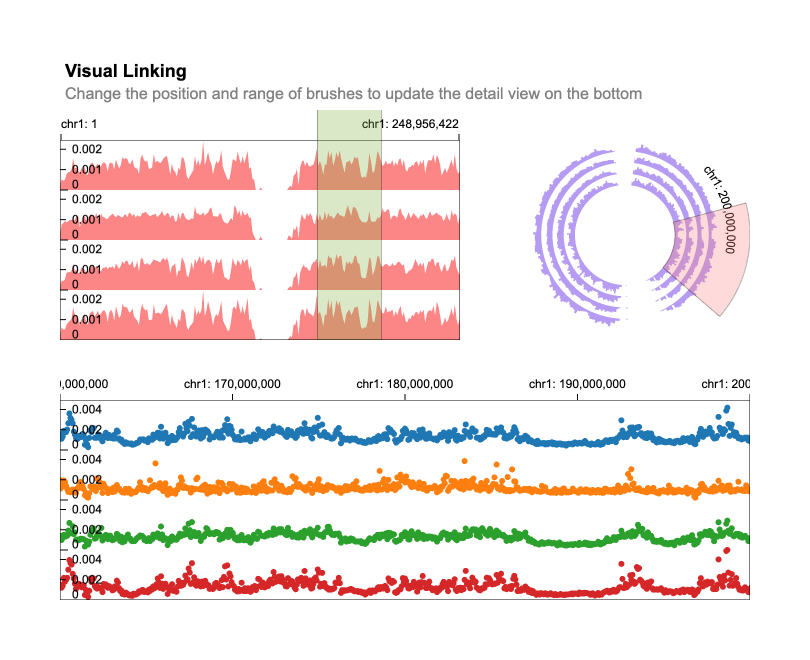 Visual Linking
Change the position and range of brushes to update the detail view on the bottom
chr1: 1
chr1: 248,956,422
0.002
0.001
0
0.002
0.001
0
0.002
0.001
0
0.002
0.001
0
chr1: 200,000,000
0,000,000
chr1: 170,000,000
chr1: 180,000,000
chr1: 190,000,000
chr1: 200
0.004
0.002
0
0.004
0.002
0
0.004
0.002
0
0.004
0.002
0